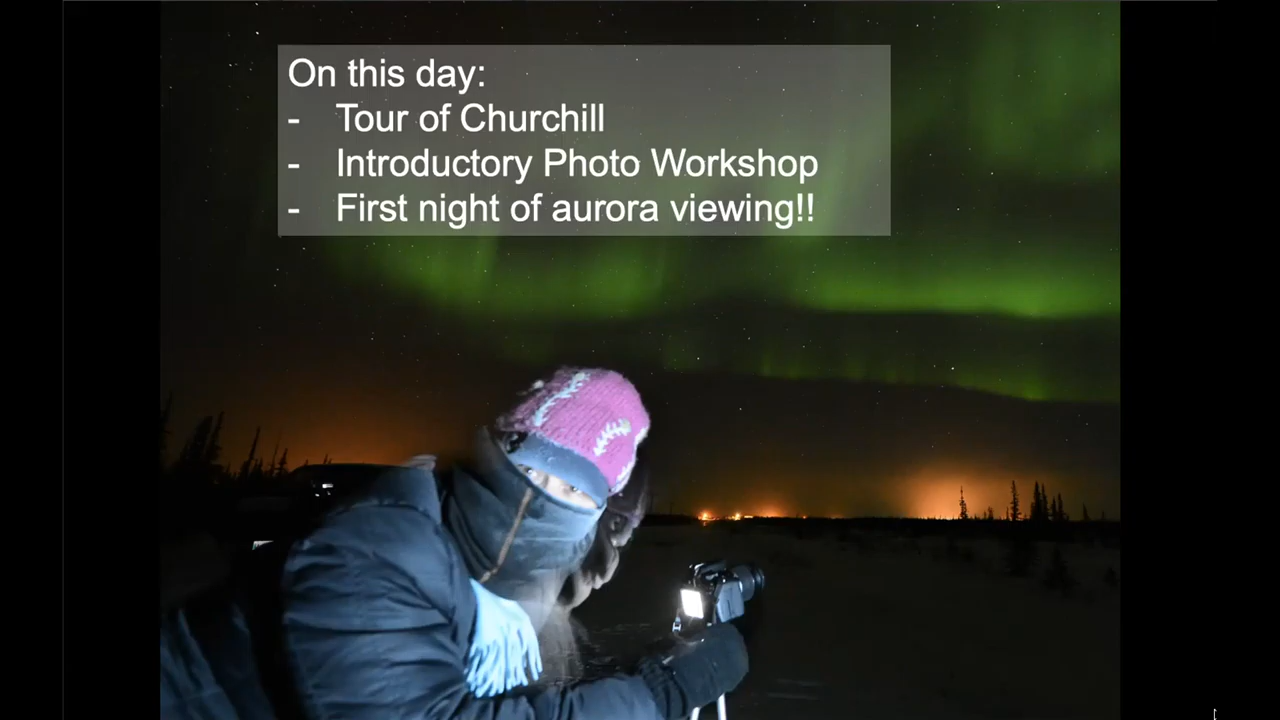 On this day:
- Tour of Churchill
- Introductory Photo Workshop
- First night of aurora viewing!!